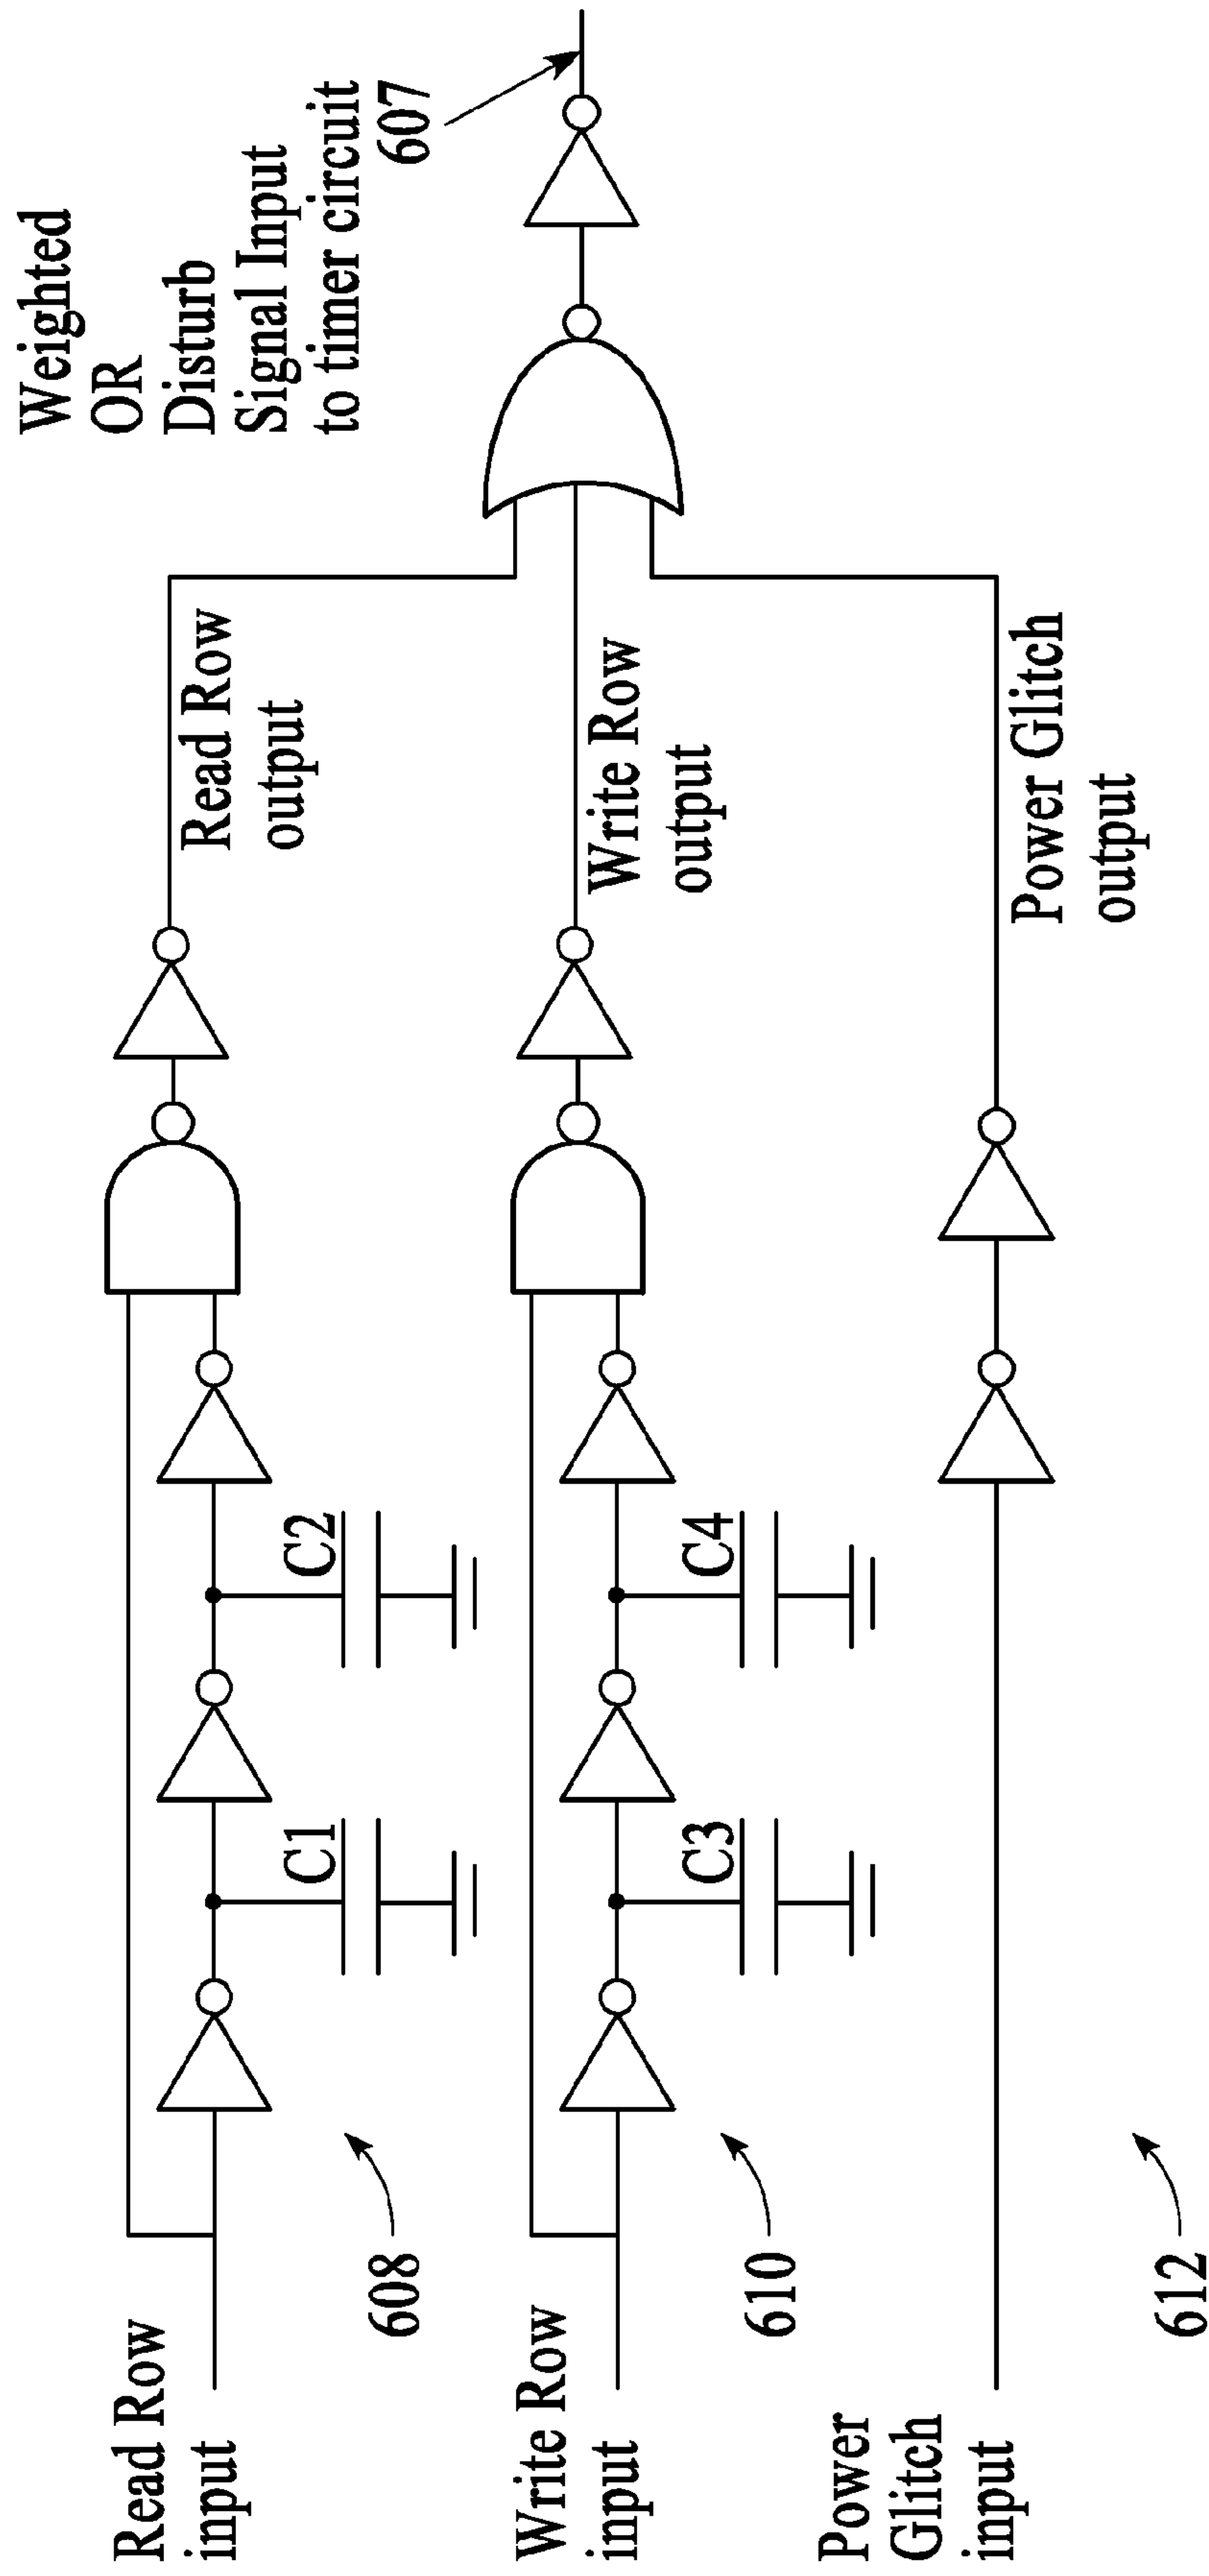 Read Row
input
608
C1
C2
Read Row
output
Write Row
input
610
C3
C4
Write Row
output
Power
Glitch
input
612
Power Glitch
output
Weighted
OR
Disturb
Signal Input
to timer circuit
607